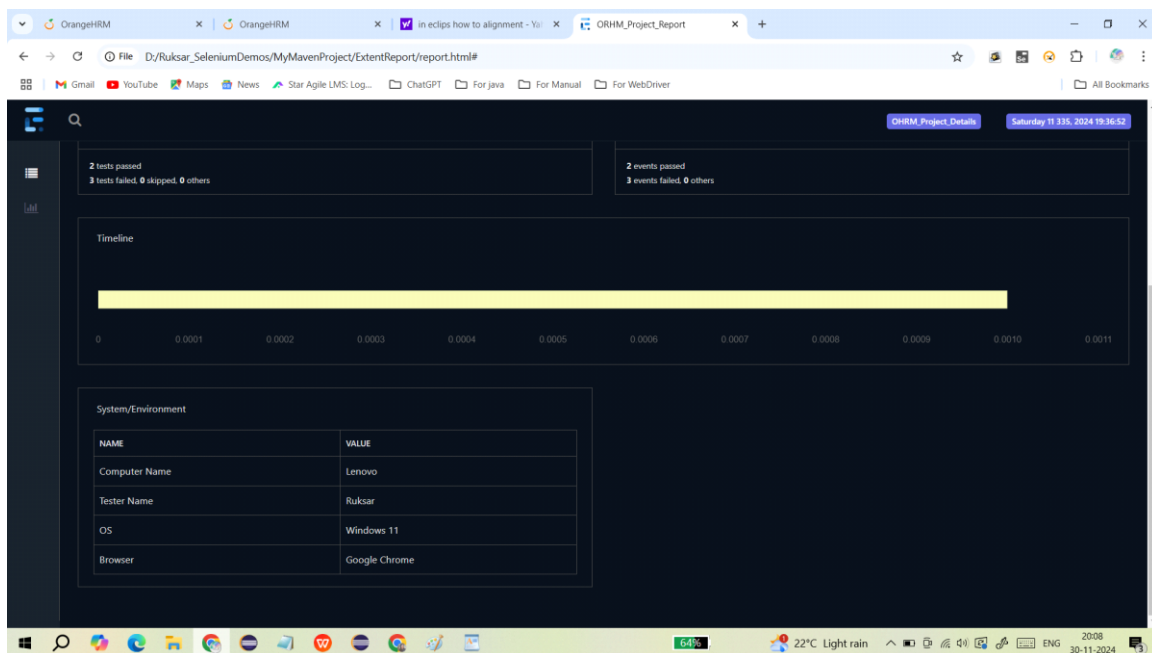 OrangeHRM
OrangeHRM
in eclips how to alignment - Ya
ORHM_Project_Report
File D:/Ruksar_SeleniumDemos/MyMavenProject/ExtentReport/report.html#
Gmail YouTube Maps News Star Agile LMS: Log... ChatGPT For java For Manual For WebDriver All Bookmarks
OHRM_Project_Details Saturday 11 335, 2024 19:36:52
2 tests passed
3 tests failed, 0 skipped, 0 others
2 events passed
3 events failed, 0 others
Timeline
0 0.0001 0.0002 0.0003 0.0004 0.0005 0.0006 0.0007 0.0008 0.0009 0.0010 0.0011
System/Environment
NAME VALUE
Computer Name Lenovo
Tester Name Ruksar
OS Windows 11
Browser Google Chrome
64% 22°C Light rain ENG 20:08
30-11-2024
3